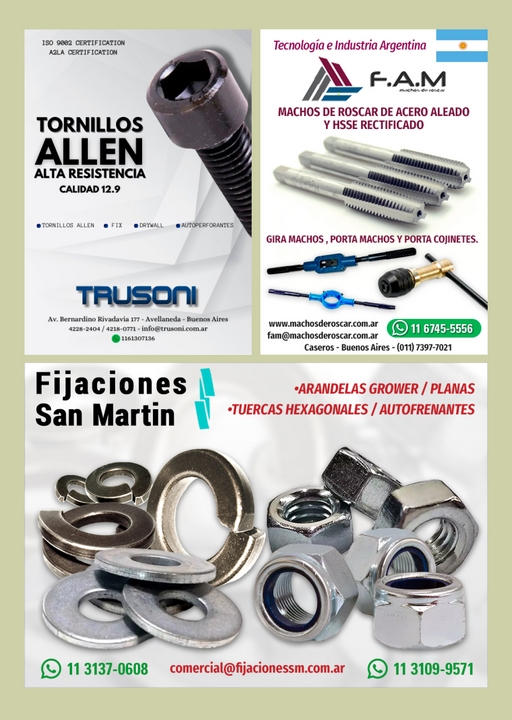 ISO 9002 CERTIFICATION
A2LA CERTIFICATION
TORNILLOS
ALLEN
ALTA RESISTENCIA
CALIDAD 12.9
TORNILLOS ALLEN FIX DRYWALL AUTOPERFORANTES
TRUSONI
Av. Bernardino Rivadavia 177 - Avellaneda - Buenos Aires
4228-2404 / 4218-0771 - info@trusoni.com.ar
1161307136
Tecnología e Industria Argentina
F.A.M
machos de roscar
MACHOS DE ROSCAR DE ACERO ALEADO
Y HSSE RECTIFICADO
GIRA MACHOS , PORTA MACHOS Y PORTA COJINETES.
www.machosderoscar.com.ar
fam@machosderoscar.com.ar
11 6745-5556
Caseros - Buenos Aires - (011) 7397-7021
Fijaciones
San Martin
•ARANDELAS GROWER / PLANAS
•TUERCAS HEXAGONALES / AUTOFRENANTES
11 3137-0608 comercial@fijacionessm.com.ar 11 3109-9571